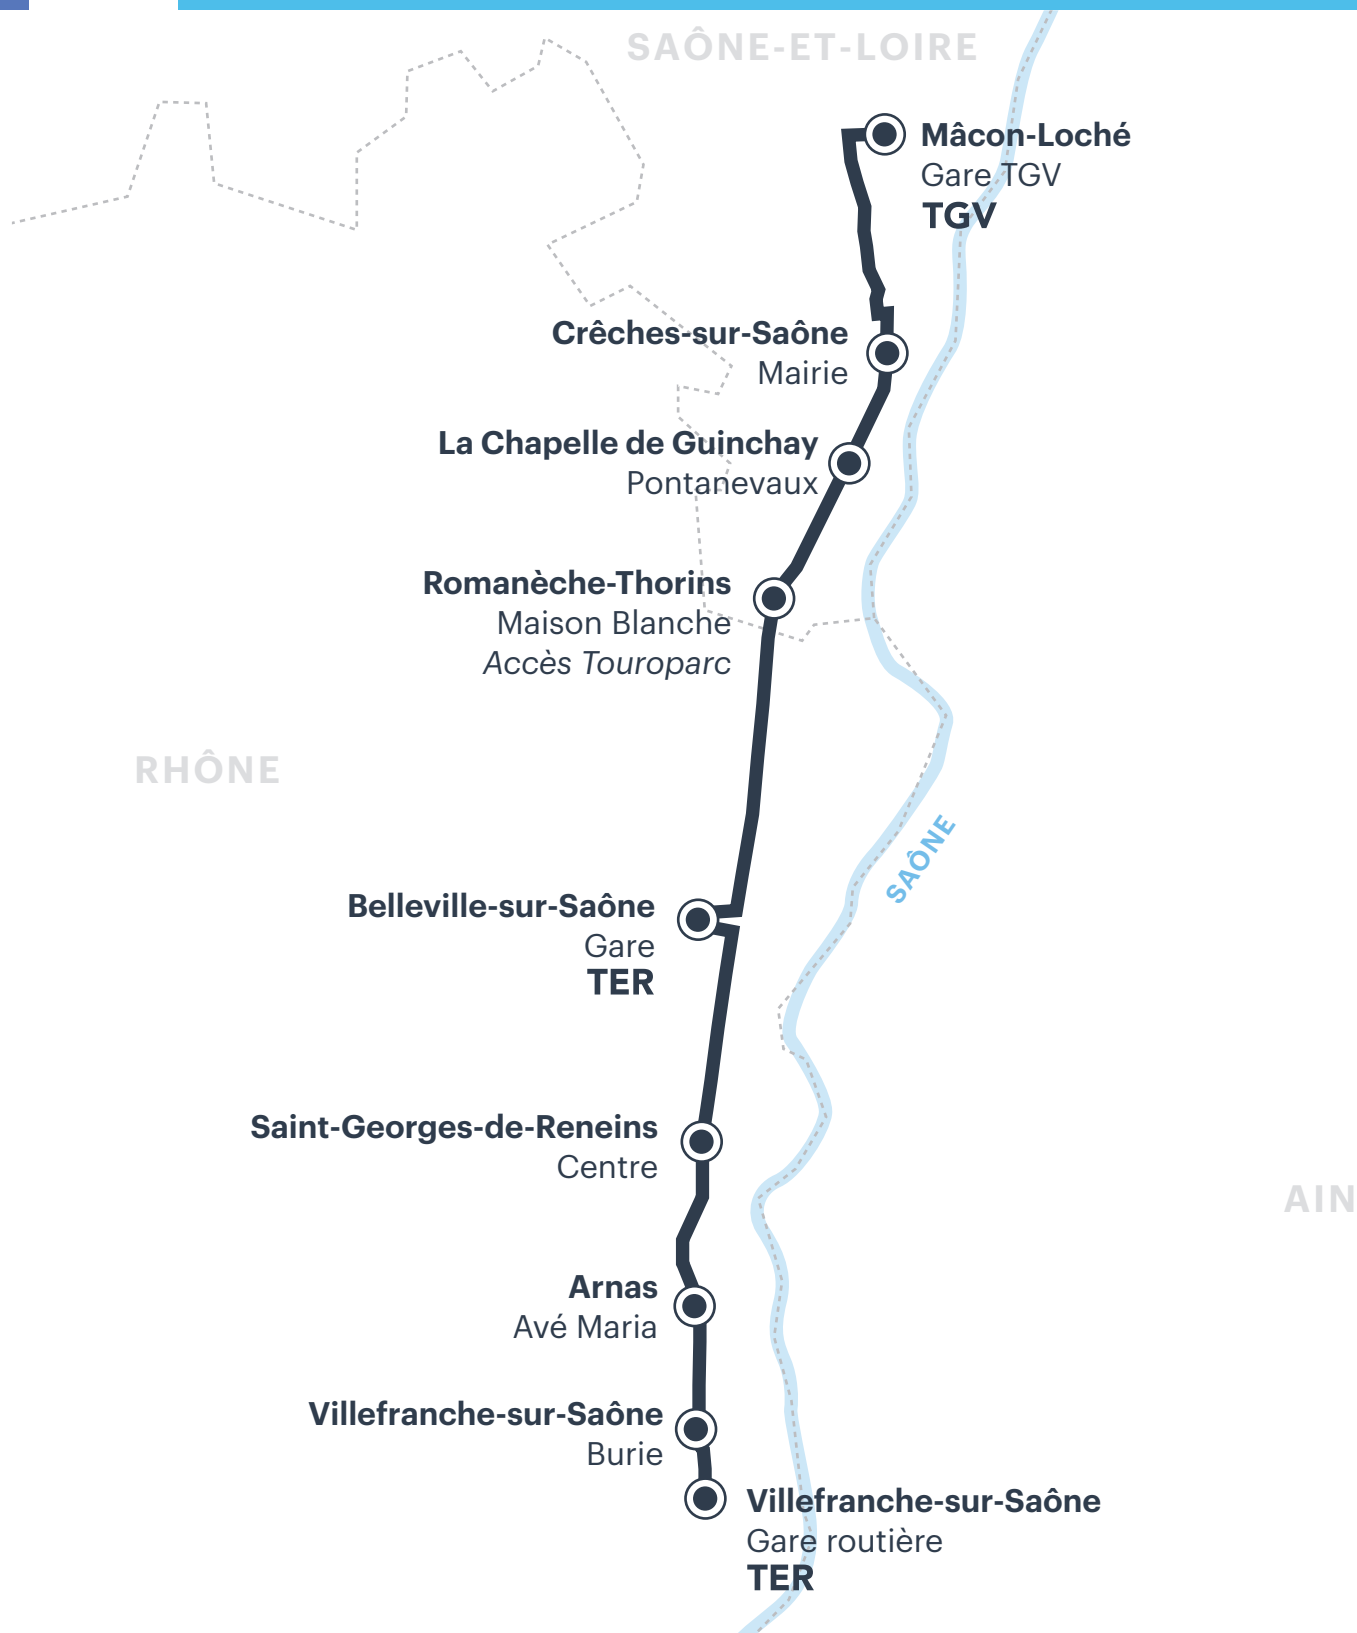 SAÔNE-ET-LOIRE
Mâcon-Loché
Gare TGV
TGV
Crêches-sur-Saône
Mairie
La Chapelle de Guinchay
Pontanevaux
Romanèche-Thorins
Maison Blanche
Accès Touroparc
RHÔNE
SAÔNE
Belleville-sur-Saône
Gare
TER
Saint-Georges-de-Reneins
Centre
AIN
Arnas
Avé Maria
Villefranche-sur-Saône
Burie
Villefranche-sur-Saône
Gare routière
TER